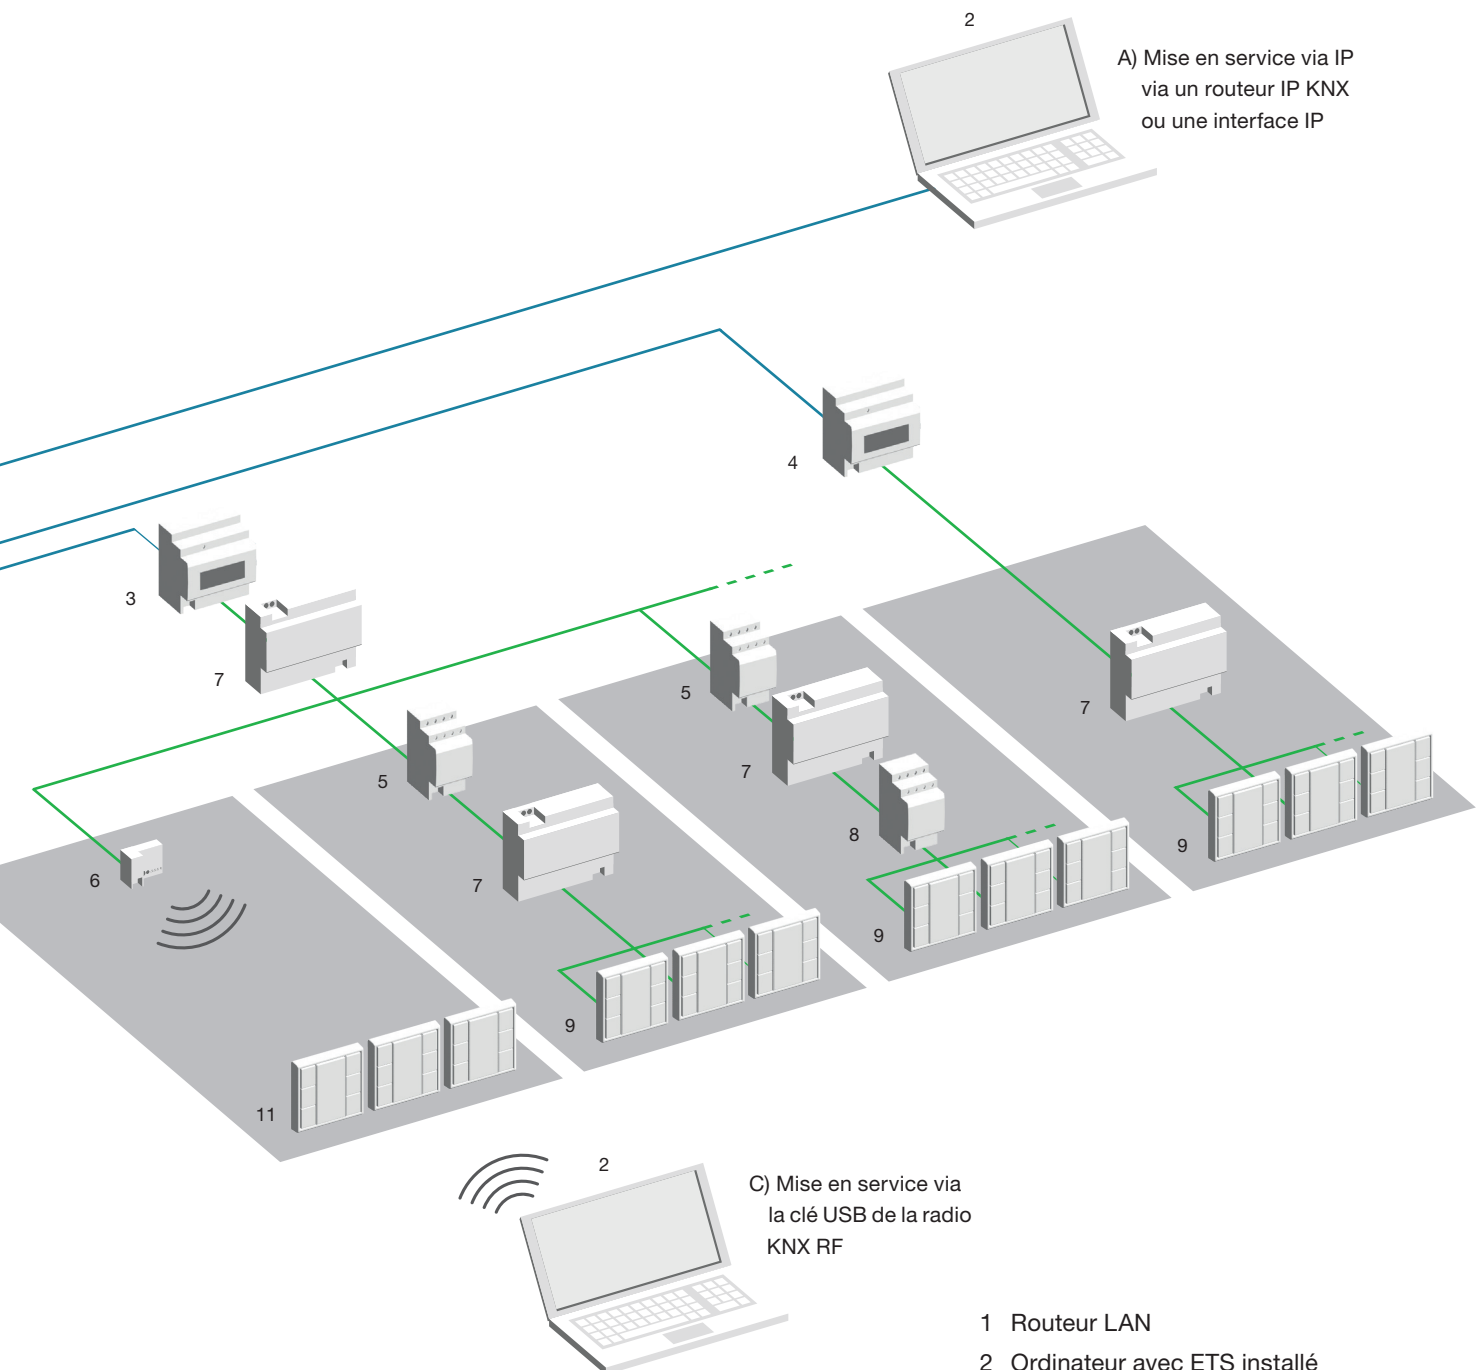 2
A) Mise en service via IP
via un routeur IP KNX
ou une interface IP
4
3
7
5
7
5
7
8
9
6
7
9
9
11
2
C) Mise en service via
la clé USB de la radio
KNX RF
1 Routeur LAN
2 Ordinateur avec ETS installé